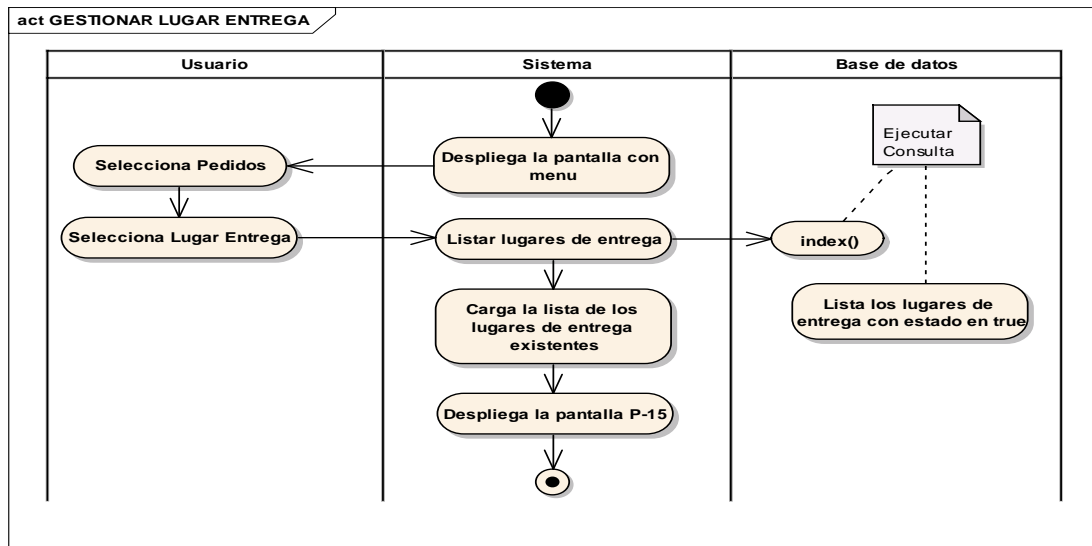 act GESTIONAR LUGAR ENTREGA
Usuario
Sistema
Base de datos
Ejecutar
Consulta
Despliega la pantalla con
menu
Selecciona Pedidos
Selecciona Lugar Entrega
Listar lugares de entrega
index()
Carga la lista de los
lugares de entrega
existentes
Lista los lugares de
entrega con estado en true
Despliega la pantalla P-15